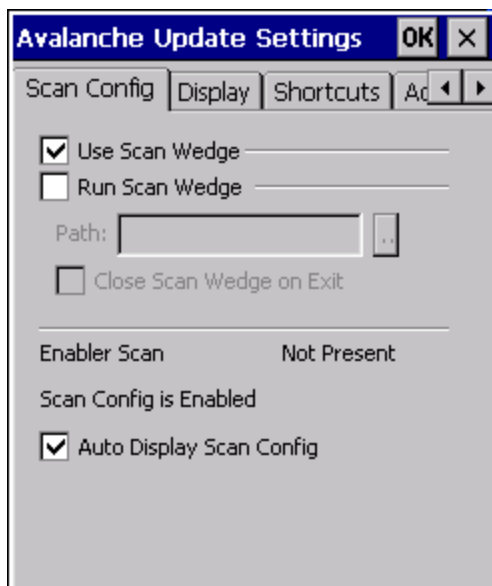 Avalanche Update Settings OK ×
Scan Config Display Shortcuts
Use Scan Wedge
Run Scan Wedge
Path: ..
Close Scan Wedge on Exit
Enabler Scan Not Present
Scan Config is Enabled
Auto Display Scan Config